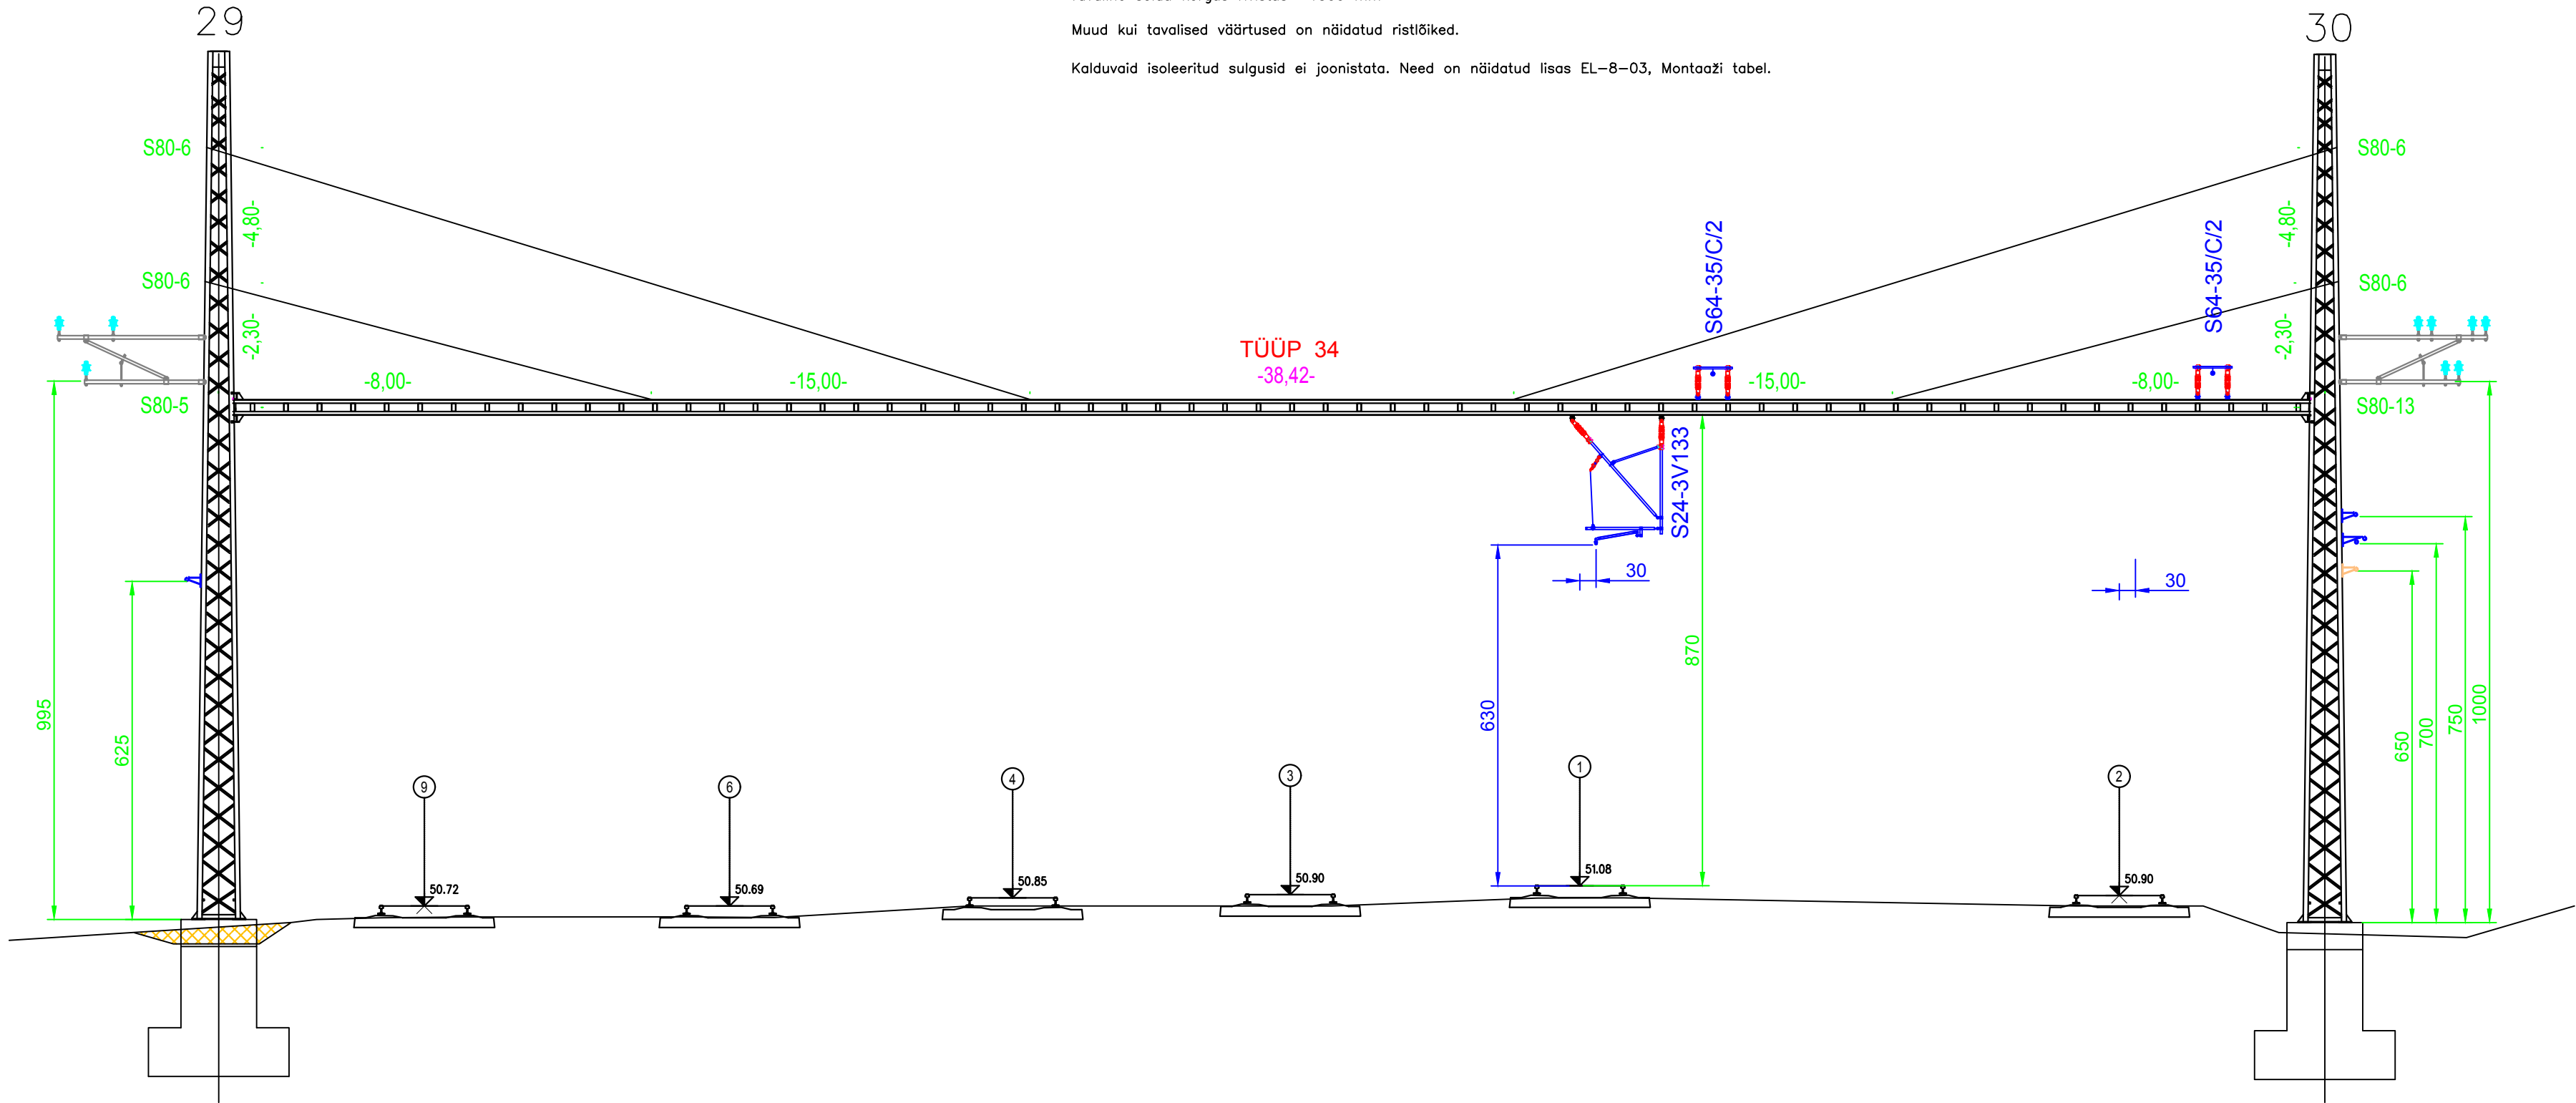 Muud kui tavalised väärtused on näidatud ristlõiked.
Kalduvaid isoleeritud sulgusid ei joonistata. Need on näidatud lisas EL-8-03, Montaaži tabel.
29
30
S80-6
S80-6
-4,80-
-4,80-
S80-6
S80-6
-2,30-
-2,30-
S64-35/C/2
S64-35/C/2
TÜÜP 34
-38,42-
-8,00-
-15,00-
-15,00-
-8,00-
S80-5
S80-13
S24-3V133
30
30
995
625
630
870
650
700
750
1000
9
6
4
3
1
2
50.72
50.69
50.85
50.90
51.08
50.90